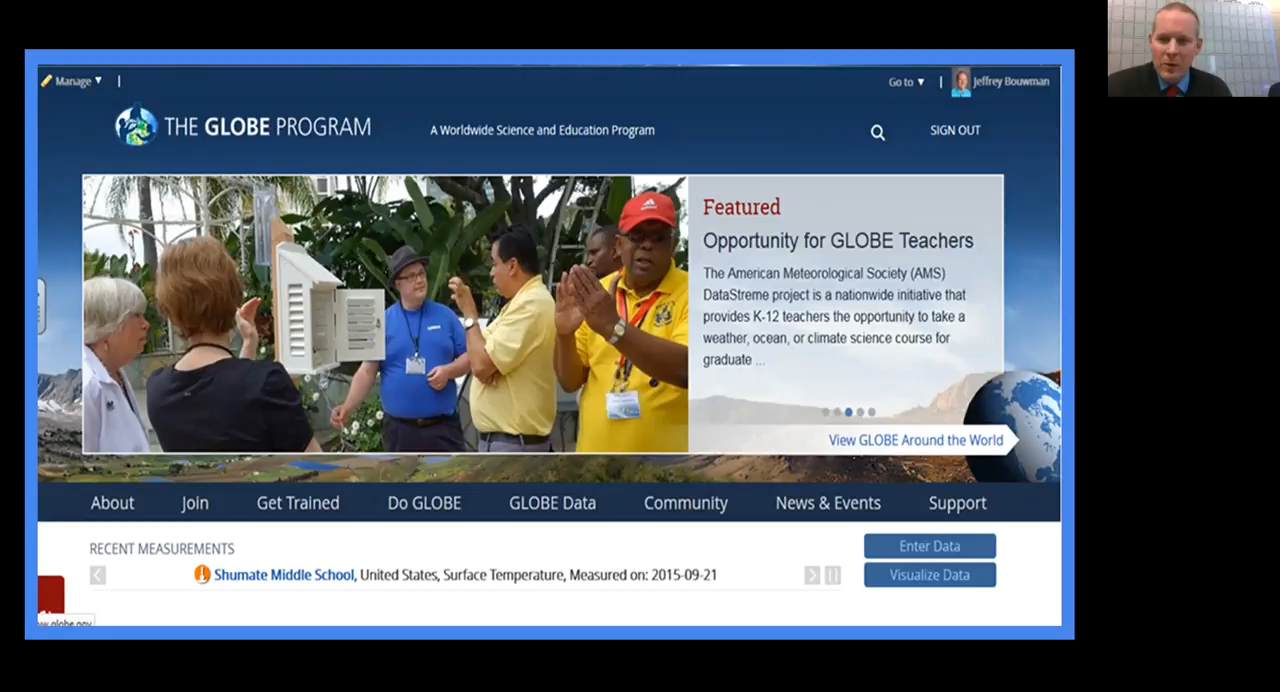 Manage
Go to
Jeffrey Bouwman
THE GLOBE PROGRAM
A Worldwide Science and Education Program
SIGN OUT
Featured
Opportunity for GLOBE Teachers
The American Meteorological Society (AMS)
DataStreme project is a nationwide initiative that
provides K-12 teachers the opportunity to take a
weather, ocean, or climate science course for
graduate ...
View GLOBE Around the World
About Join Get Trained Do GLOBE GLOBE Data Community News & Events Support
RECENT MEASUREMENTS
Enter Data
Shumate Middle School, United States, Surface Temperature, Measured on: 2015-09-21
Visualize Data